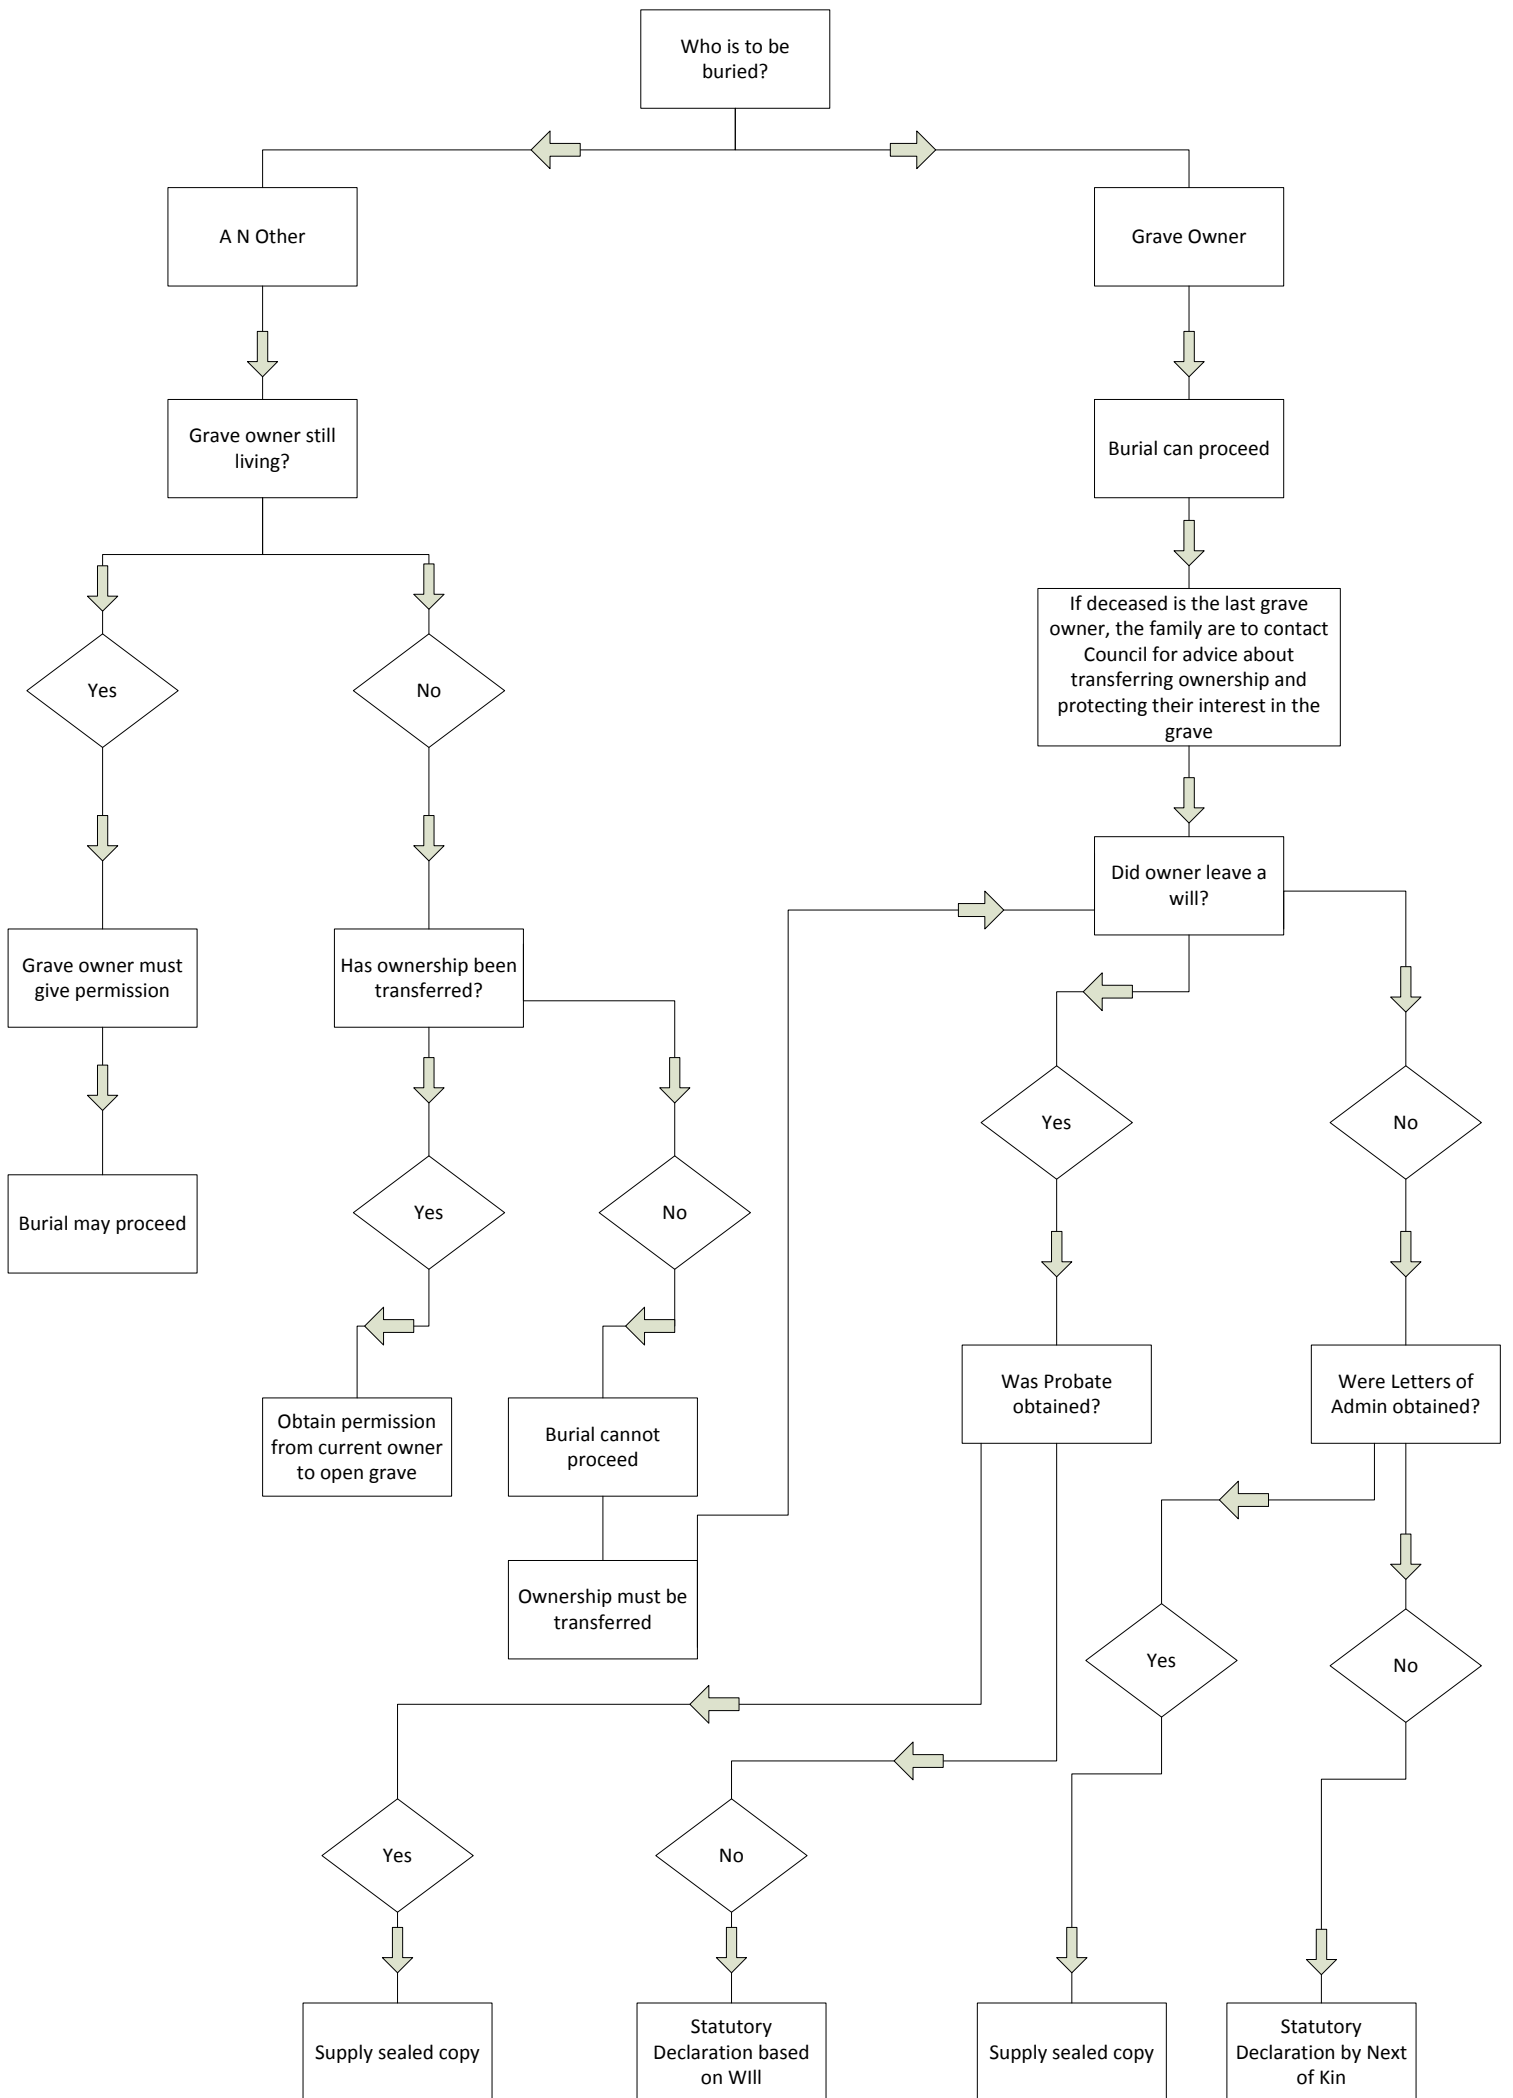 Who is to be
buried?
A N Other
Grave Owner
Grave owner still
living?
Burial can proceed
If deceased is the last grave
owner, the family are to contact
Council for advice about
transferring ownership and
protecting their interest in the
grave
Yes
No
Did owner leave a
will?
Grave owner must
give permission
Has ownership been
transferred?
Yes
No
Burial may proceed
Yes
No
Was Probate
obtained?
Were Letters of
Admin obtained?
Obtain permission
from current owner
to open grave
Burial cannot
proceed
Ownership must be
transferred
Yes
No
Yes
No
Supply sealed copy
Statutory
Declaration based
on WIll
Supply sealed copy
Statutory
Declaration by Next
of Kin